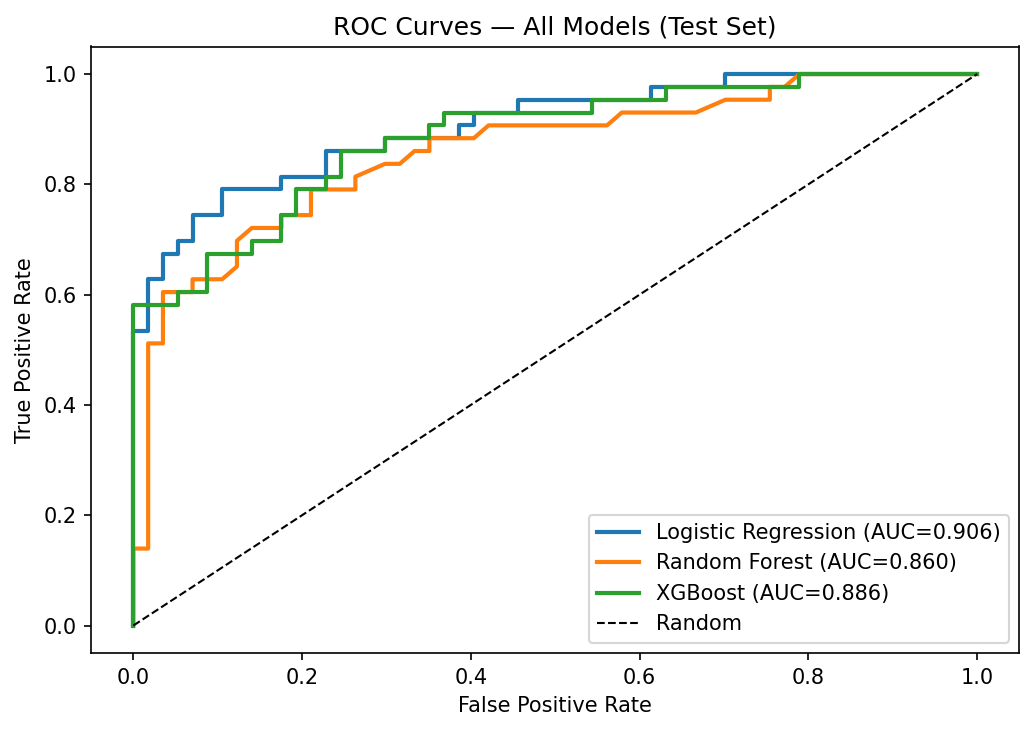 ROC Curves — All Models (Test Set)
True Positive Rate
1.0
0.8
0.6
0.4
0.2
0.0
Logistic Regression (AUC=0.906)
Random Forest (AUC=0.860)
XGBoost (AUC=0.886)
Random
0.0 0.2 0.4 0.6 0.8 1.0
False Positive Rate